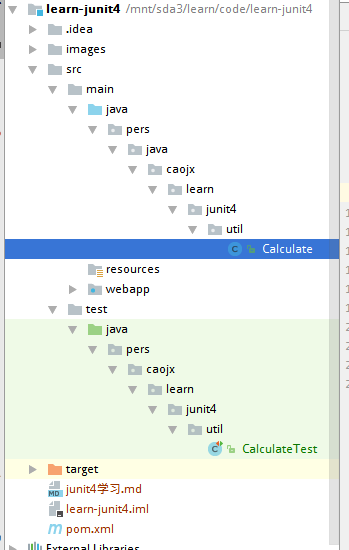 learn-junit4 /mnt/sda3/learn/code/learn-junit4
.idea
images
src
main
java
pers
java
caojx
learn
junit4
util
Calculate
resources
webapp
test
java
pers
caojx
learn
junit4
util
CalculateTest
target
junit4学习.md
learn-junit4.iml
pom.xml
External Libraries